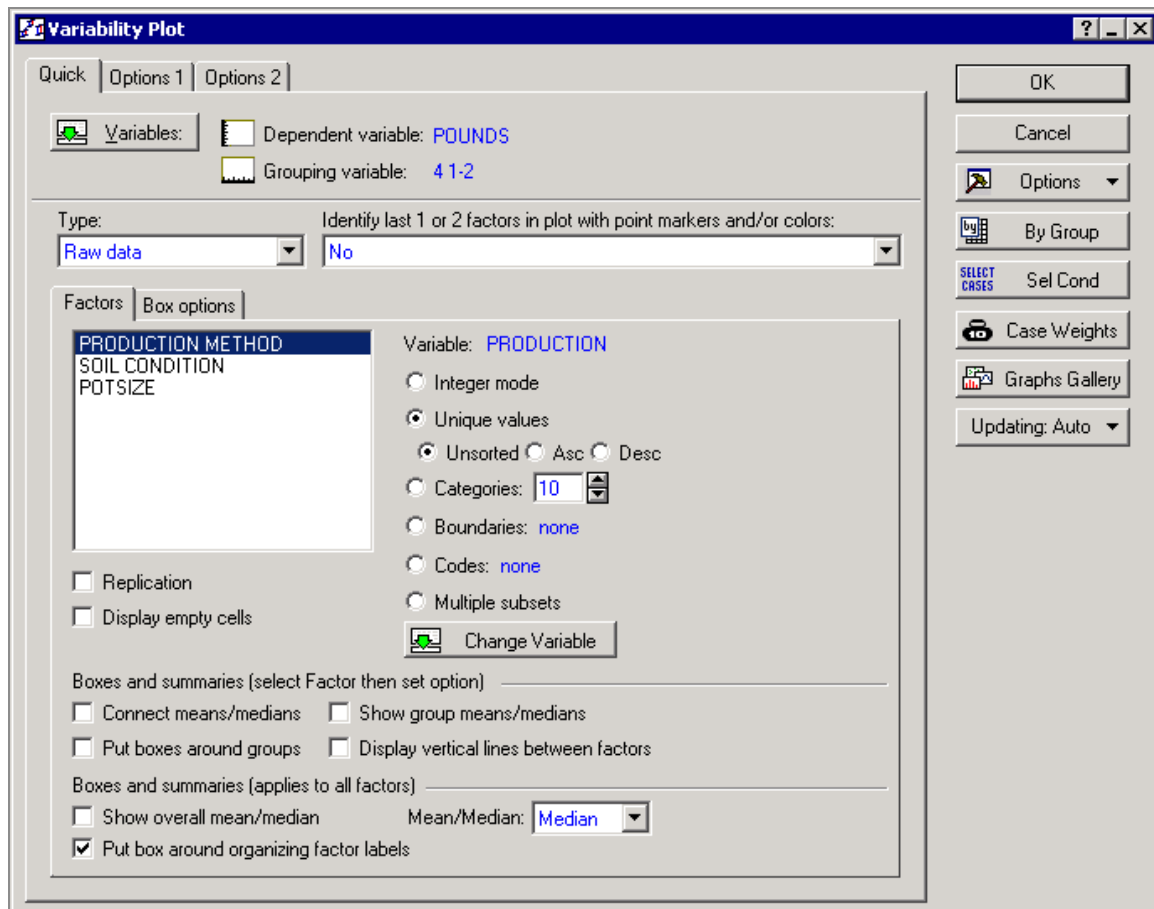 Variability Plot
Quick Options 1 Options 2
Variables: Dependent variable: POUNDS
Grouping variable: 4 1-2
Type: Identify last 1 or 2 factors in plot with point markers and/or colors:
Raw data No
Factors Box options
PRODUCTION METHOD
SOIL CONDITION
POTSIZE
Variable: PRODUCTION
Integer mode
Unique values
Unsorted Asc Desc
Categories: 10
Boundaries: none
Codes: none
Multiple subsets
Change Variable
Replication
Display empty cells
Boxes and summaries (select Factor then set option)
Connect means/medians Show group means/medians
Put boxes around groups Display vertical lines between factors
Boxes and summaries (applies to all factors)
Show overall mean/median Mean/Median: Median
Put box around organizing factor labels
OK
Cancel
Options
by By Group
SELECT CASES Sel Cond
10 Case Weights
Graphs Gallery
Updating: Auto